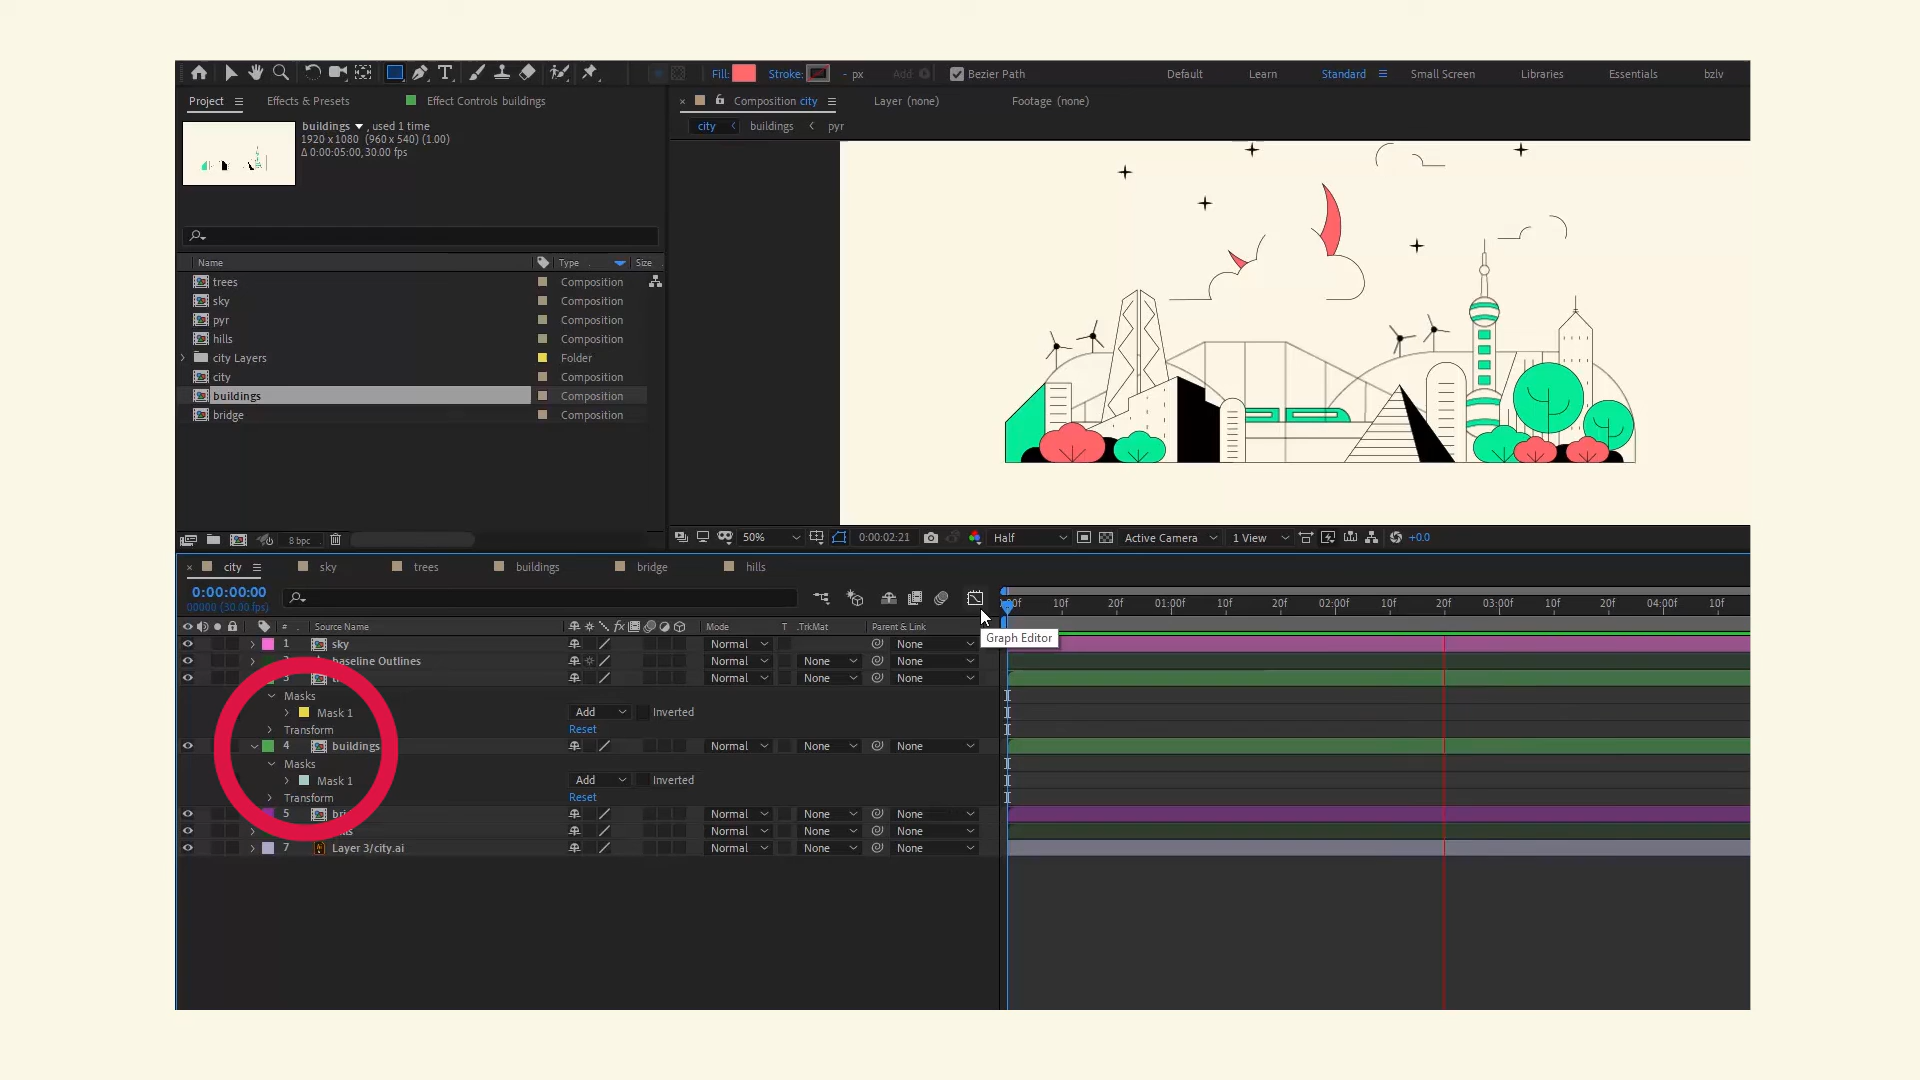 Fill: Stroke: - px Add Bezier Path Default Learn Standard Small Screen Libraries Essentials bzlv
Project Effects & Presets Effect Controls buildings
buildings , used 1 time
1920 x 1080 (960 x 540) (1.00)
Δ 0:00:05:00, 30.00 fps
Name Type Size
trees Composition
sky Composition
pyr Composition
hills Composition
city Layers Folder
city Composition
buildings Composition
bridge Composition
8 bpc
× Composition city Layer (none) Footage (none)
city buildings pyr
50% 0:00:02:21 Half Active Camera 1 View +0.0
× city sky trees buildings bridge hills
0:00:00:00
00000 (30.00 fps)
10f 20f 01:00f 10f 20f 02:00f 10f 20f 03:00f 10f 20f 04:00f 10f
# Source Name Mode T .TrkMat Parent & Link
Graph Editor
1 sky Normal None
baseline Outlines Normal None None
3 Normal None None
Masks
Mask 1 Add Inverted
Transform Reset
4 buildings Normal None None
Masks
Mask 1 Add Inverted
Transform Reset
5 Normal None None
Normal None None
7 Layer 3/city.ai Normal None None